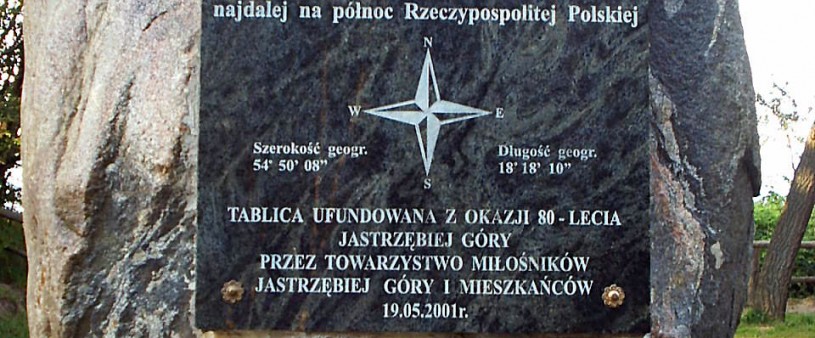 najdalej na północ Rzeczypospolitej Polskiej
N
W E
Szerokość geogr. Długość geogr.
54° 50' 08" 18° 18' 10"
S
TABLICA UFUNDOWANA Z OKAZJI 80-LECIA
JASTRZĘBIEJ GÓRY
PRZEZ TOWARZYSTWO MIŁOŚNIKÓW
JASTRZĘBIEJ GÓRY I MIESZKAŃCÓW
19.05.2001r.